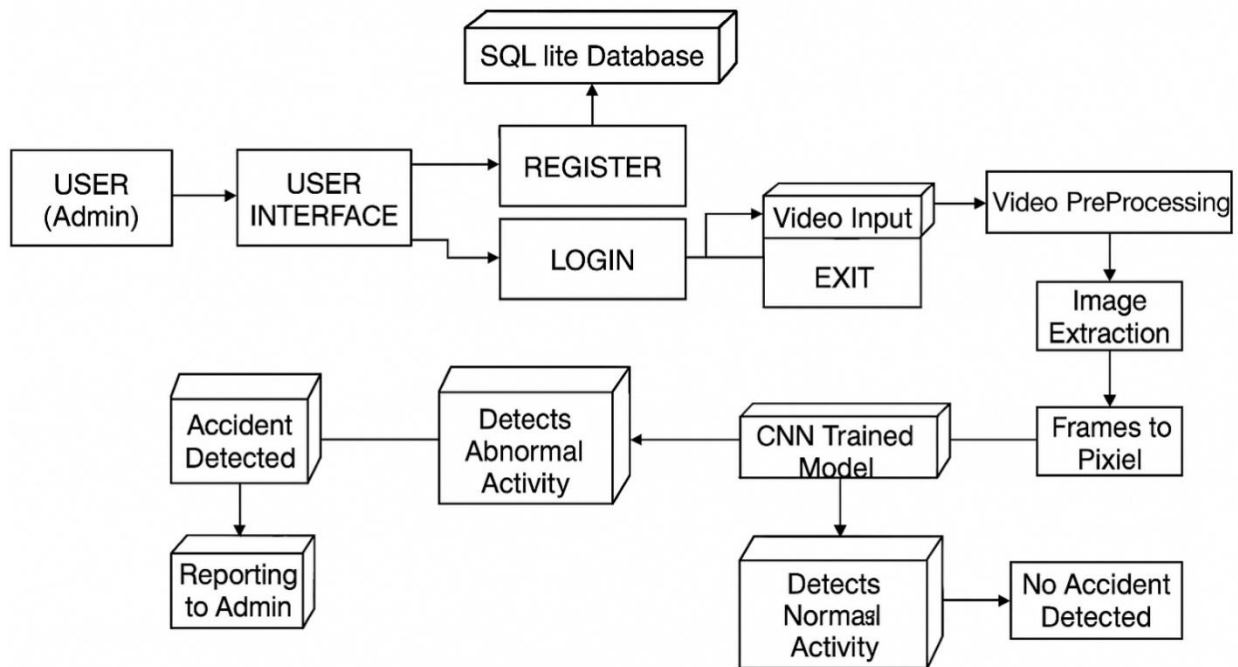 SQL lite Database
USER
(Admin)
USER
INTERFACE
REGISTER
LOGIN
Video Input
EXIT
Video PreProcessing
Image
Extraction
Frames to
Pixiel
CNN Trained
Model
Detects
Abnormal
Activity
Accident
Detected
Reporting
to Admin
Detects
Normasl
Activity
No Accident
Detected